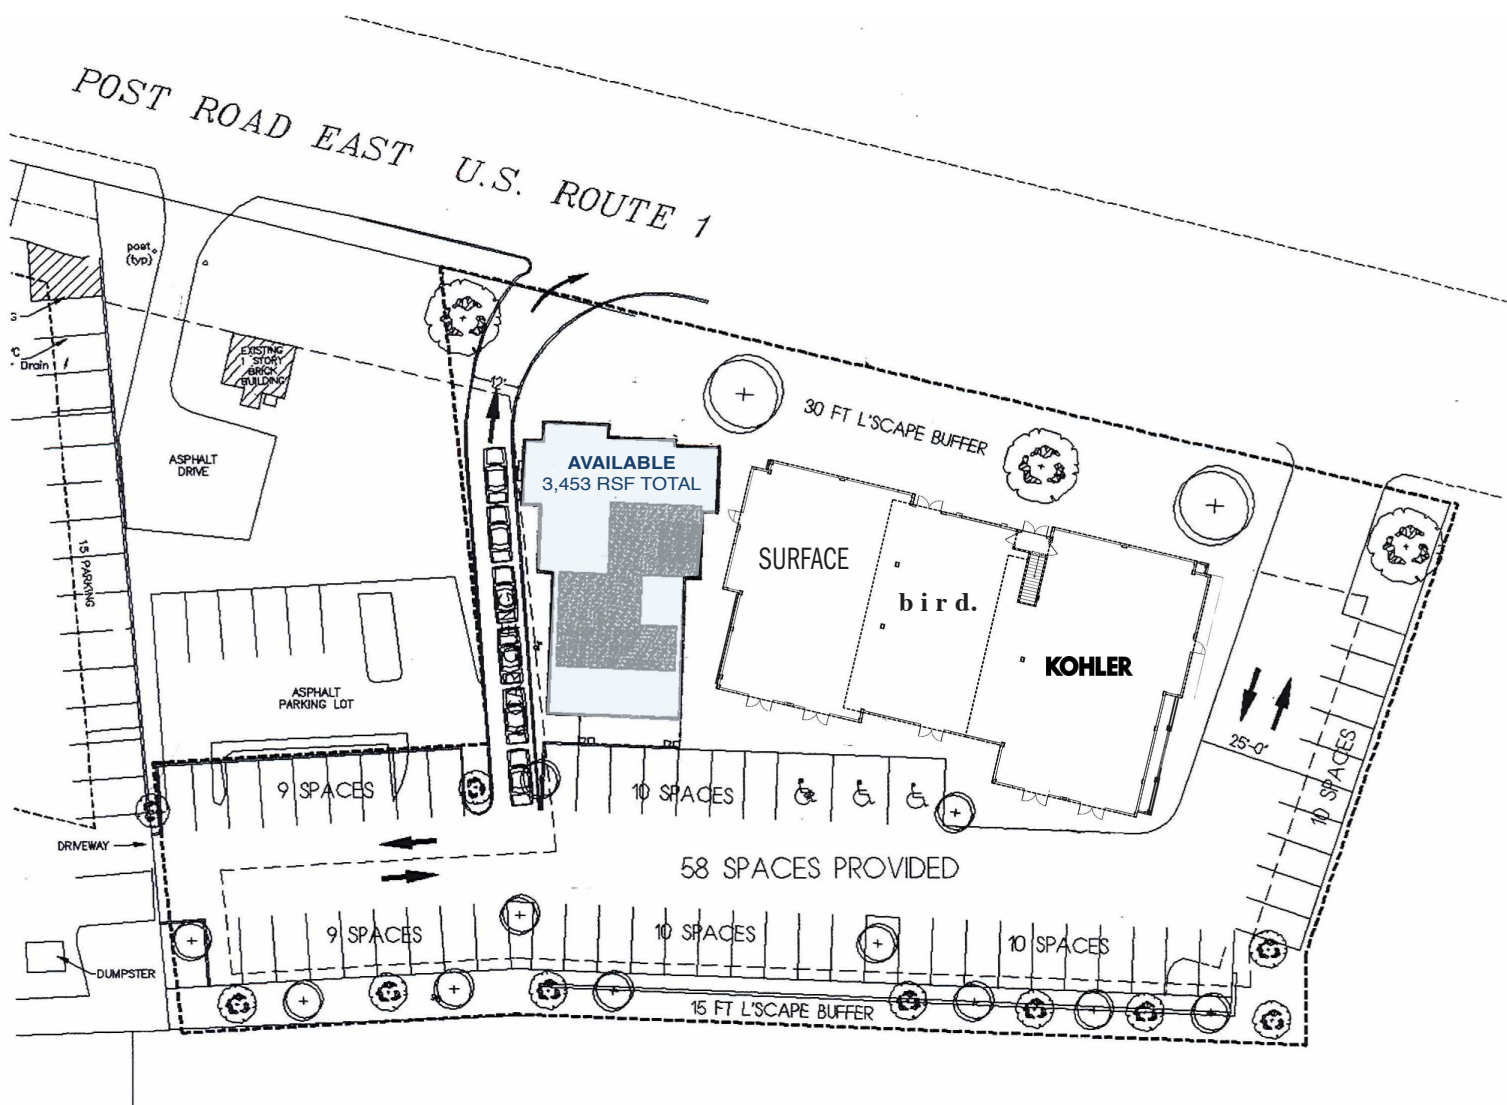 POST ROAD EAST U.S. ROUTE 1
post
(typ)
S
C
Drain
EXISTING
1 STORY
BRICK
BUILDING
12'
30 FT L'SCAPE BUFFER
ASPHALT
DRIVE
AVAILABLE
3,453 RSF TOTAL
SURFACE
bird.
KOHLER
15 PARKING
ASPHALT
PARKING LOT
25'-0'
10 SPACES
9 SPACES
10 SPACES
DRIVEWAY
58 SPACES PROVIDED
9 SPACES
10 SPACES
10 SPACES
DUMPSTER
15 FT L'SCAPE BUFFER